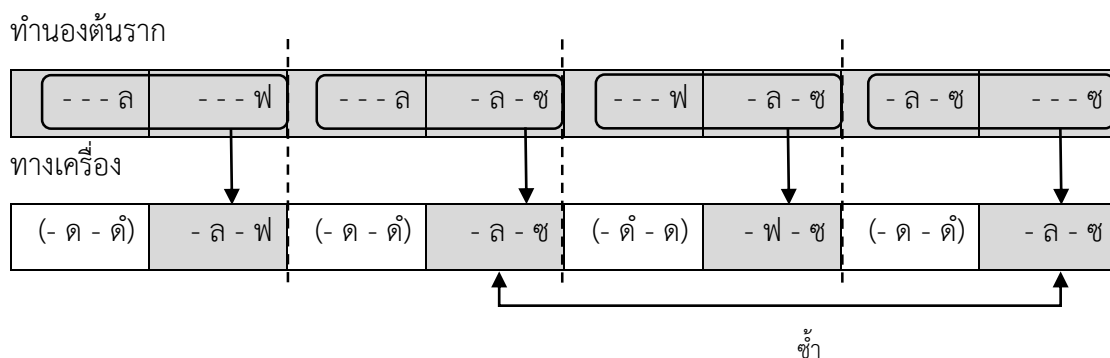 ทำนองต้นราก
- - - ล - - - ฟ - - - ล - ล - ซ - - - ฟ - ล - ซ - ล - ซ - - - ซ
ทางเครื่อง
(- ด - ดํ) - ล - ฟ (- ด - ดํ) - ล - ซ (- ดํ - ด) - ฟ - ซ (- ด - ดํ) - ล - ซ
ซ้ำ